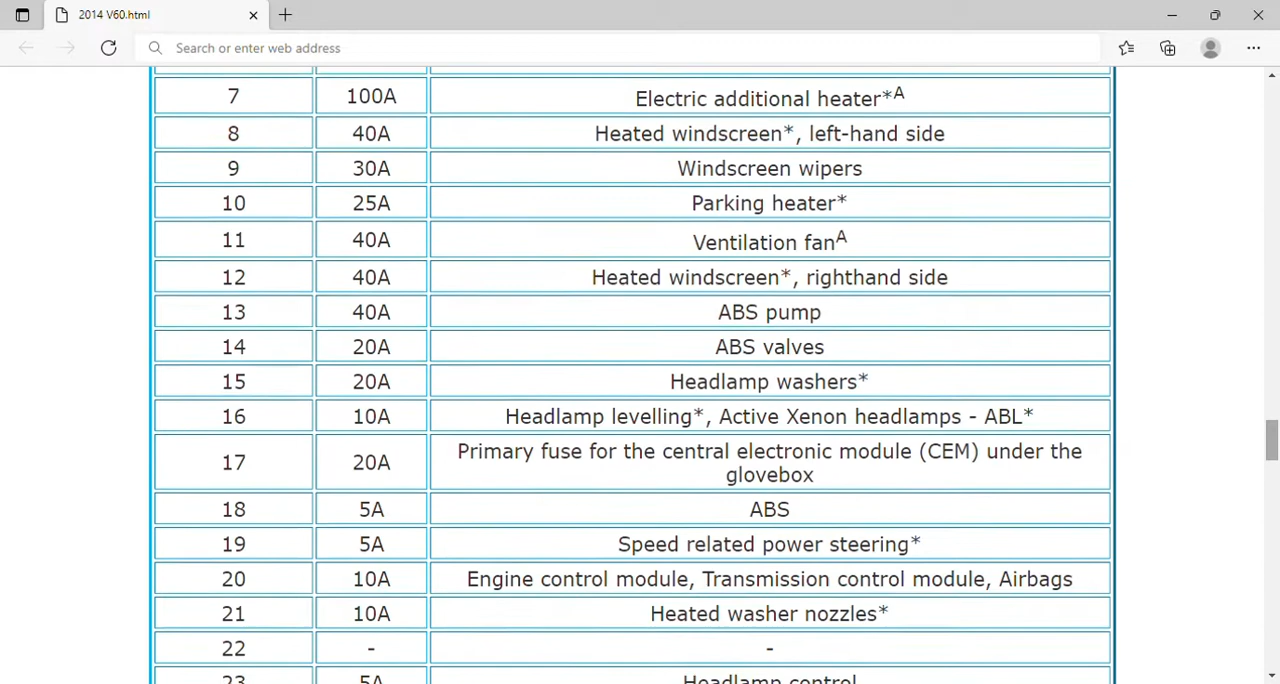 2014 V60.html
Search or enter web address
7 100A Electric additional heater*A
8 40A Heated windscreen*, left-hand side
9 30A Windscreen wipers
10 25A Parking heater*
11 40A Ventilation fanA
12 40A Heated windscreen*, righthand side
13 40A ABS pump
14 20A ABS valves
15 20A Headlamp washers*
16 10A Headlamp levelling*, Active Xenon headlamps - ABL*
17 20A Primary fuse for the central electronic module (CEM) under the
glovebox
18 5A ABS
19 5A Speed related power steering*
20 10A Engine control module, Transmission control module, Airbags
21 10A Heated washer nozzles*
22 - -
23 5A Headlamp control